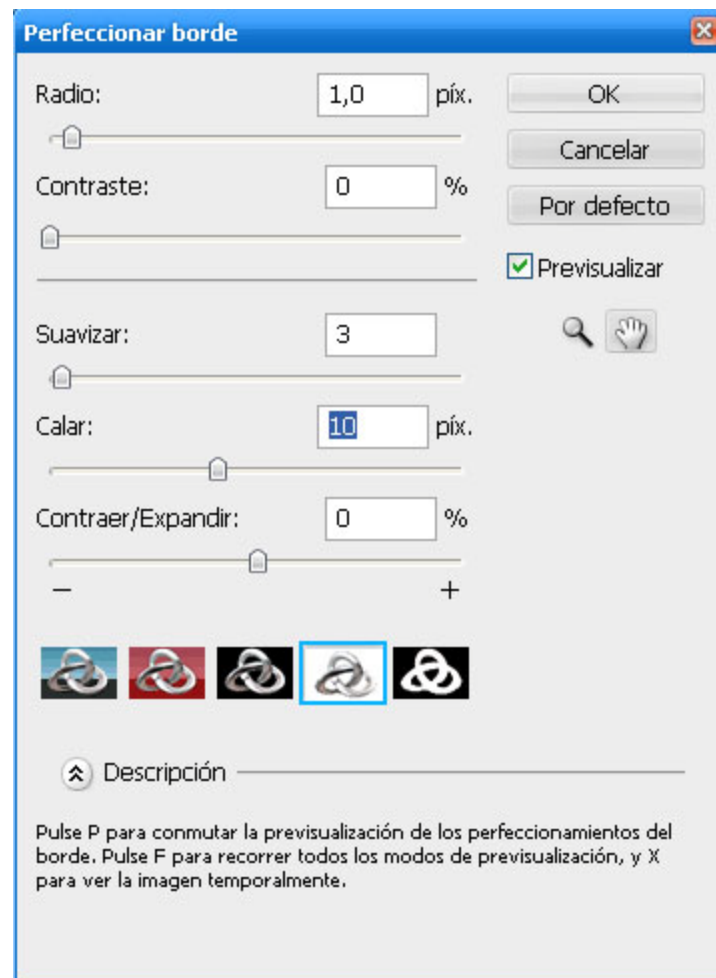 Perfeccionar borde
Radio: 1,0 píx.
OK
Cancelar
Contraste: 0 %
Por defecto
Previsualizar
Suavizar: 3
Calar: 10 píx.
Contraer/Expandir: 0 %
− +
Descripción
Pulse P para conmutar la previsualización de los perfeccionamientos del
borde. Pulse F para recorrer todos los modos de previsualización, y X
para ver la imagen temporalmente.